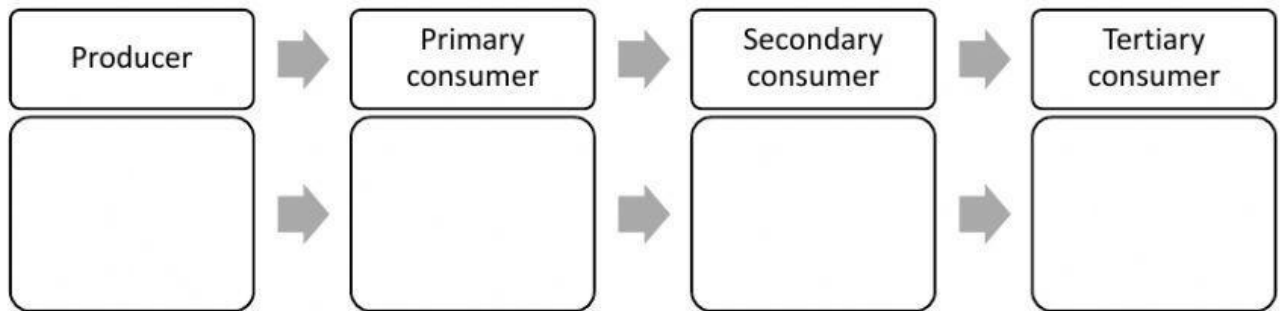 Producer
Primary
consumer
Secondary
consumer
Tertiary
consumer